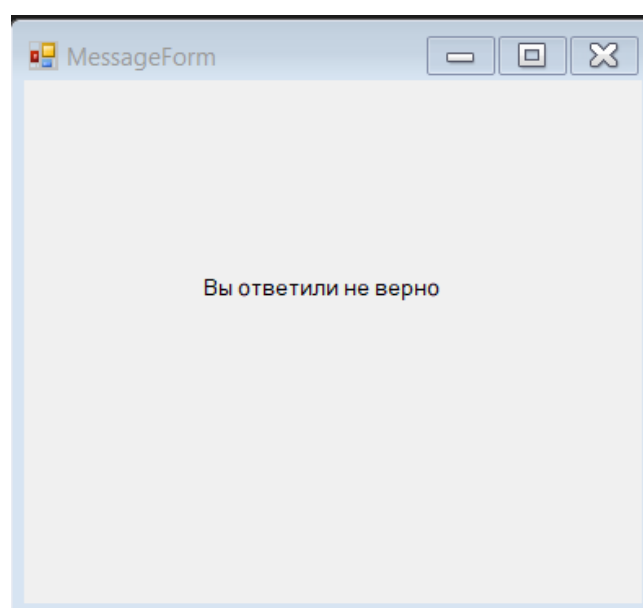 MessageForm
Вы ответили не верно